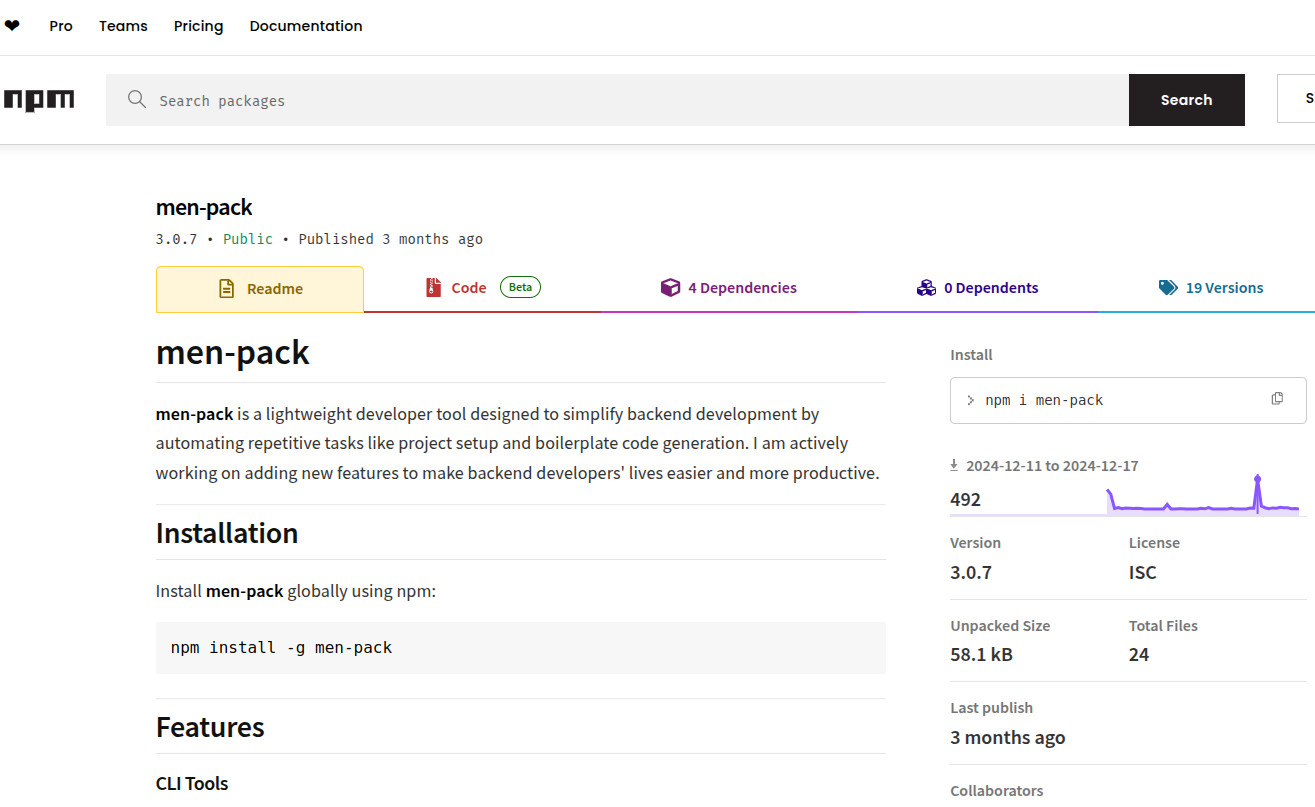 ❤ Pro Teams Pricing Documentation
npm Search packages Search S
men-pack
3.0.7 • Public • Published 3 months ago
Readme Code Beta 4 Dependencies 0 Dependents 19 Versions
men-pack
men-pack is a lightweight developer tool designed to simplify backend development by
automating repetitive tasks like project setup and boilerplate code generation. I am actively
working on adding new features to make backend developers' lives easier and more productive.
Installation
Install men-pack globally using npm:
npm install -g men-pack
Features
CLI Tools
Install
npm i men-pack
2024-12-11 to 2024-12-17
492
Version License
3.0.7 ISC
Unpacked Size Total Files
58.1 kB 24
Last publish
3 months ago
Collaborators